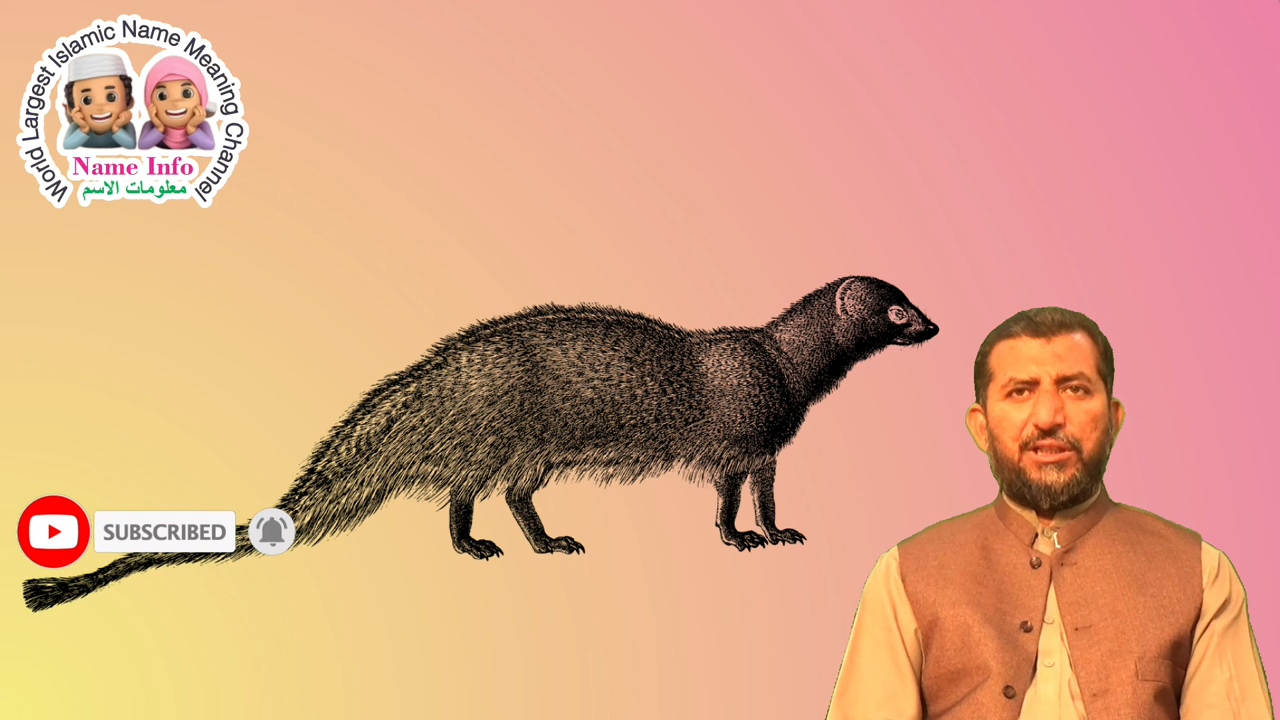 World Largest Islamic Name Meaning Channel
Name Info
معلومات الاسم
SUBSCRIBED